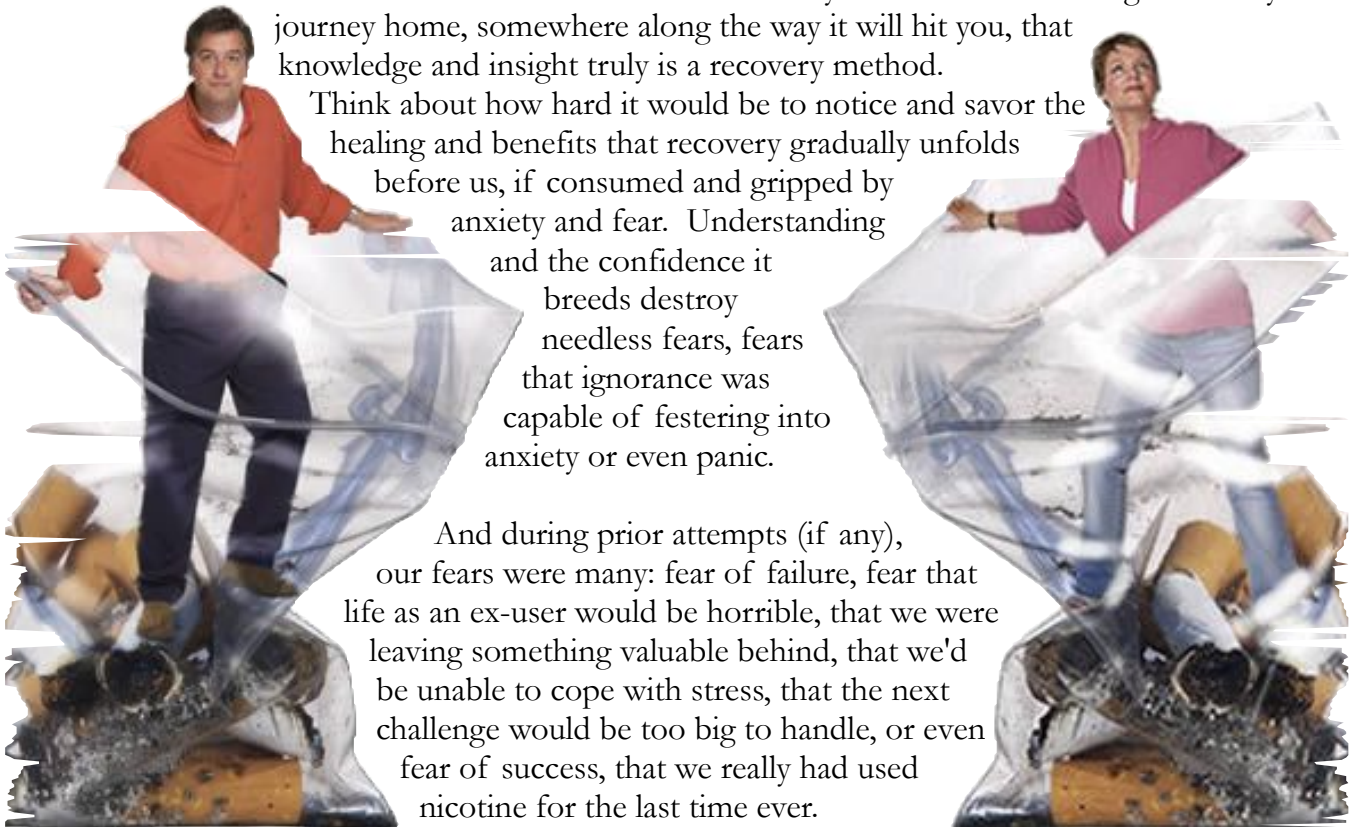 journey home, somewhere along the way it will hit you, that
knowledge and insight truly is a recovery method.
Think about how hard it would be to notice and savor the
healing and benefits that recovery gradually unfolds
before us, if consumed and gripped by
anxiety and fear. Understanding
and the confidence it
breeds destroy
needless fears, fears
that ignorance was
capable of festering into
anxiety or even panic.
And during prior attempts (if any),
our fears were many: fear of failure, fear that
life as an ex-user would be horrible, that we were
leaving something valuable behind, that we'd
be unable to cope with stress, that the next
challenge would be too big to handle, or even
fear of success, that we really had used
nicotine for the last time ever.